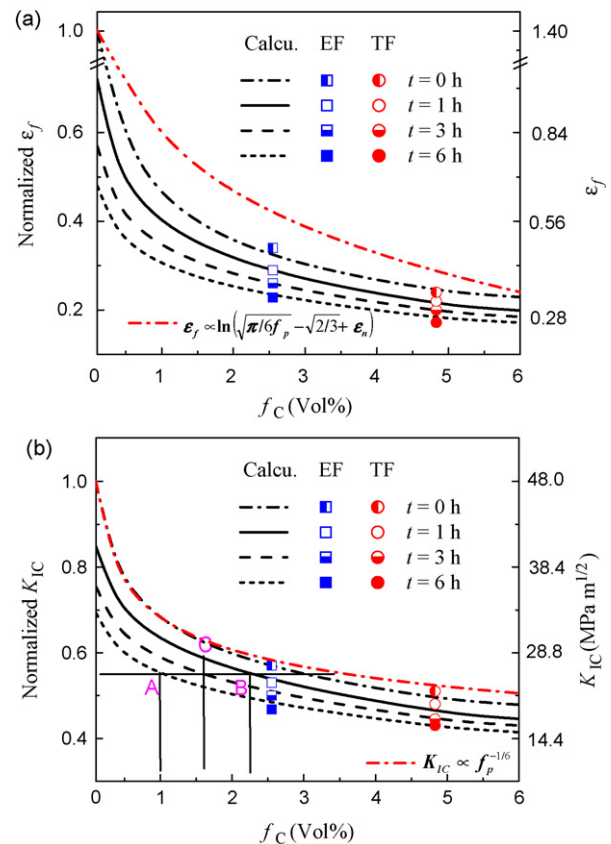 (a)
1.0
1.40
Calcu. EF TF
t = 0 h
t = 1 h
t = 3 h
t = 6 h
0.6
0.84
0.4
0.56
0.2
0.28
Normalized ε_f
ε_f
ε_f ∝ ln(√π/6f_p − √2/3 + ε_n)
0 1 2 3 4 5 6
f_C (Vol%)
(b)
1.0
48.0
Calcu. EF TF
t = 0 h
t = 1 h
t = 3 h
t = 6 h
0.8
38.4
0.6
28.8
0.4
14.4
Normalized K_IC
K_IC (MPa m^1/2)
C
A
B
K_IC ∝ f_p^−1/6
0 1 2 3 4 5 6
f_C (Vol%)